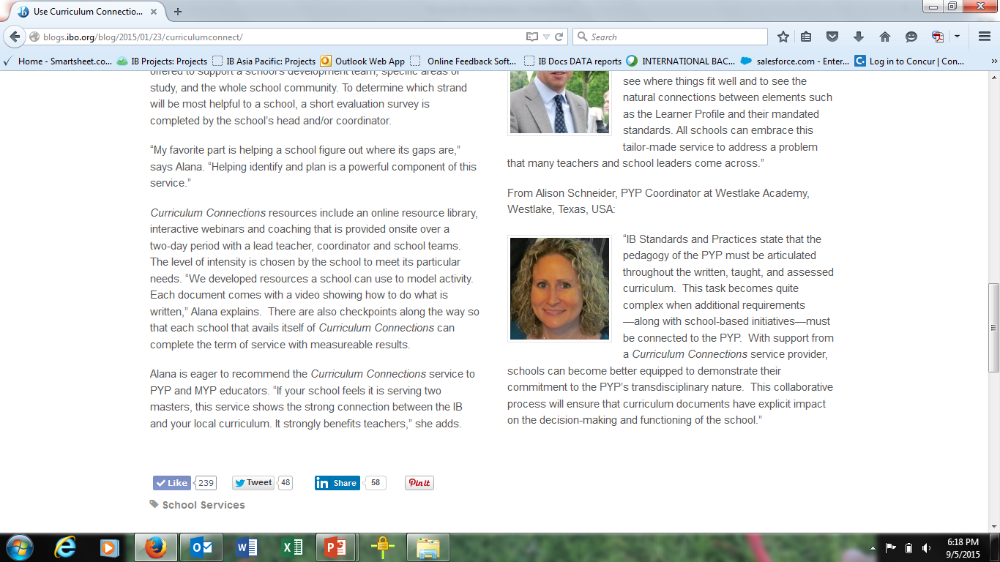 Use Curriculum Connectio...
blogs.ibo.org/blog/2015/01/23/curriculumconnect/
Search
Home - Smartsheet.co...
IB Projects: Projects
IB Asia Pacific: Projects
Outlook Web App
Online Feedback Soft...
IB Docs DATA reports
INTERNATIONAL BAC...
salesforce.com - Enter...
Log in to Concur | Con...
offered to support a school's development team, specific areas of
study, and the whole school community. To determine which strand
will be most helpful to a school, a short evaluation survey is
completed by the school's head and/or coordinator.
“My favorite part is helping a school figure out where its gaps are,”
says Alana. “Helping identify and plan is a powerful component of this
service.”
Curriculum Connections resources include an online resource library,
interactive webinars and coaching that is provided onsite over a
two-day period with a lead teacher, coordinator and school teams.
The level of intensity is chosen by the school to meet its particular
needs. “We developed resources a school can use to model activity.
Each document comes with a video showing how to do what is
written,” Alana explains.  There are also checkpoints along the way so
that each school that avails itself of Curriculum Connections can
complete the term of service with measureable results.
Alana is eager to recommend the Curriculum Connections service to
PYP and MYP educators. “If your school feels it is serving two
masters, this service shows the strong connection between the IB
and your local curriculum. It strongly benefits teachers,” she adds.
see where things fit well and to see the
natural connections between elements such
as the Learner Profile and their mandated
standards. All schools can embrace this
tailor-made service to address a problem
that many teachers and school leaders come across.”
From Alison Schneider, PYP Coordinator at Westlake Academy,
Westlake, Texas, USA:
“IB Standards and Practices state that the
pedagogy of the PYP must be articulated
throughout the written, taught, and assessed
curriculum.  This task becomes quite
complex when additional requirements
—along with school-based initiatives—must
be connected to the PYP.  With support from
a Curriculum Connections service provider,
schools can become better equipped to demonstrate their
commitment to the PYP’s transdisciplinary nature.  This collaborative
process will ensure that curriculum documents have explicit impact
on the decision-making and functioning of the school.”
Like 239
Tweet 48
in Share 58
Pin it
School Services
6:18 PM
9/5/2015